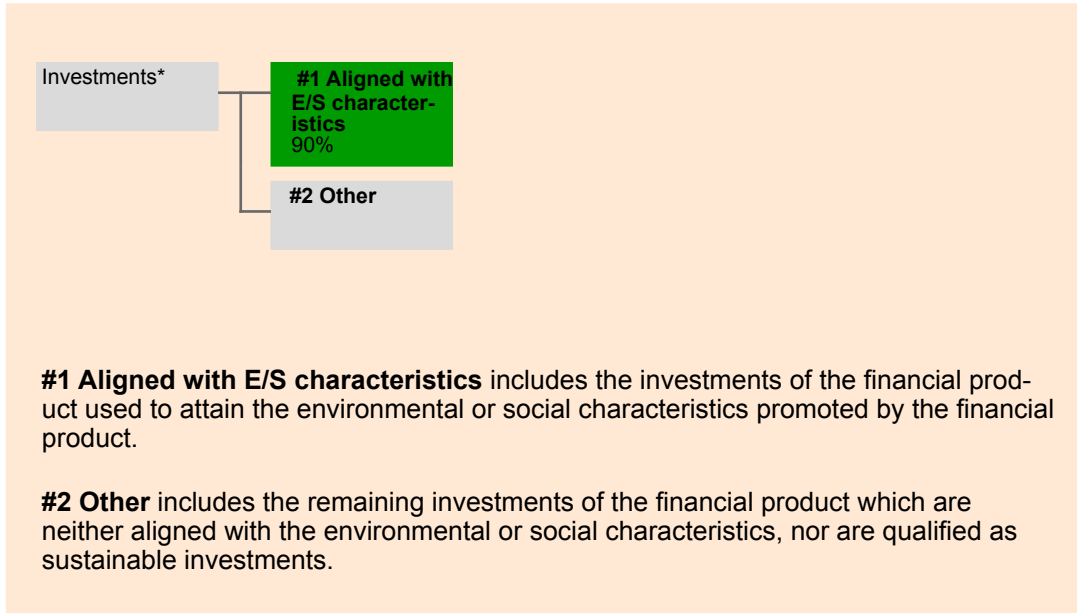 Investments*
#1 Aligned with
E/S character-
istics
90%
#2 Other
#1 Aligned with E/S characteristics includes the investments of the financial prod-
uct used to attain the environmental or social characteristics promoted by the financial
product.
#2 Other includes the remaining investments of the financial product which are
neither aligned with the environmental or social characteristics, nor are qualified as
sustainable investments.